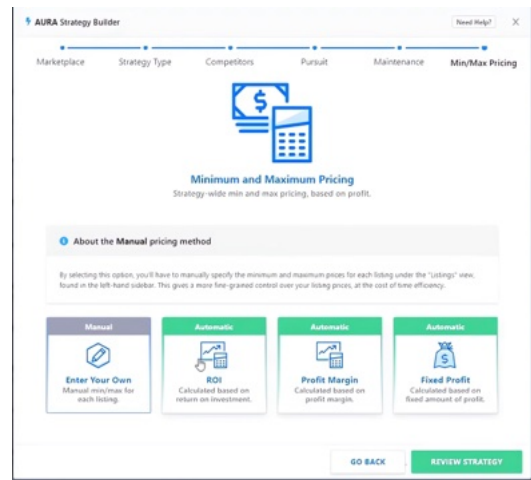 AURA Strategy Builder
Need Help?
Marketplace Strategy Type Competitors Pursuit Maintenance Min/Max Pricing
Minimum and Maximum Pricing
Strategy-wide min and max pricing, based on profit.
About the Manual pricing method
By selecting this option, you'll have to manually specify the minimum and maximum prices for each listing under the "Listings" view,
found in the left-hand sidebar. This gives a more fine-grained control over your listing prices, at the cost of time efficiency.
Manual
Enter Your Own
Manual min/max for
each listing.
Automatic
ROI
Calculated based on
return on investment.
Automatic
Profit Margin
Calculated based on
profit margin.
Automatic
Fixed Profit
Calculated based on
fixed amount of profit.
GO BACK
REVIEW STRATEGY